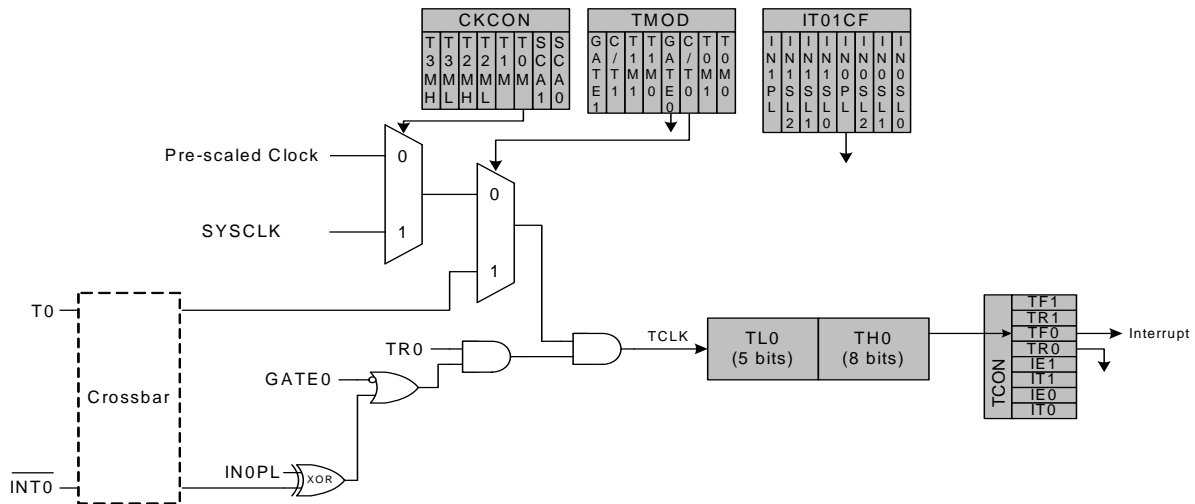 CKCON
T3MH T3ML T2MH T2ML T1M T0M SCA1 SCA0
TMOD
GATE1 C/T1 T1M1 T1M0 GATE0 C/T0 T0M1 T0M0
IT01CF
IN1PL IN1SL2 IN1SL1 IN1SL0 IN0PL IN0SL2 IN0SL1 IN0SL0
Pre-scaled Clock
0
SYSCLK
1
0
1
T0
Crossbar
INT0
TR0
GATE0
IN0PL
XOR
TCLK
TL0
(5 bits)
TH0
(8 bits)
TCON
TF1
TR1
TF0
TR0
IE1
IT1
IE0
IT0
Interrupt